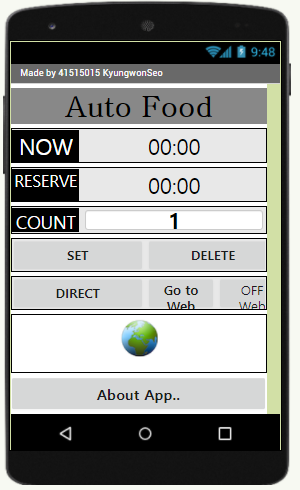 9:48
Made by 41515015 KyungwonSeo
Auto Food
NOW 00:00
RESERVE 00:00
COUNT 1
SET DELETE
DIRECT Go to Web OFF Web
About App..